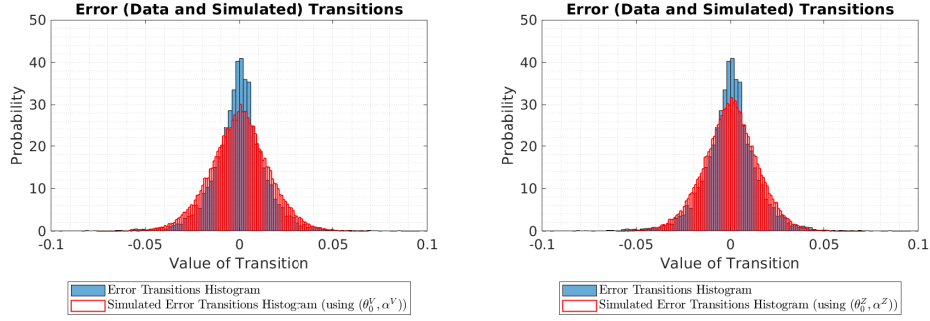 Error (Data and Simulated) Transitions
50
40
30
20
10
0
Probability
-0.1
-0.05
0
0.05
0.1
Value of Transition
Error Transitions Histogram
Simulated Error Transitions Histogram (using (θ₀ⱽ, αⱽ))
Error (Data and Simulated) Transitions
50
40
30
20
10
0
Probability
-0.1
-0.05
0
0.05
0.1
Value of Transition
Error Transitions Histogram
Simulated Error Transitions Histogram (using (θ₀ᶻ, αᶻ))